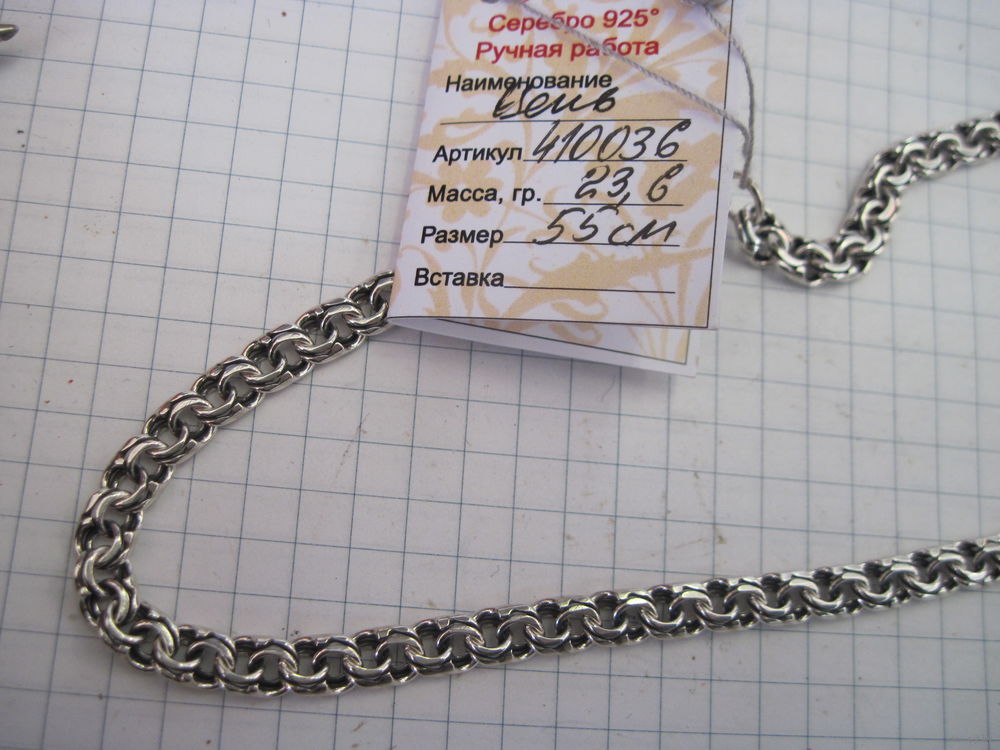 Серебро 925°
Ручная работа
Наименование
Цепь
Артикул 410036
Масса, гр. 23,6
Размер 55 см
Вставка